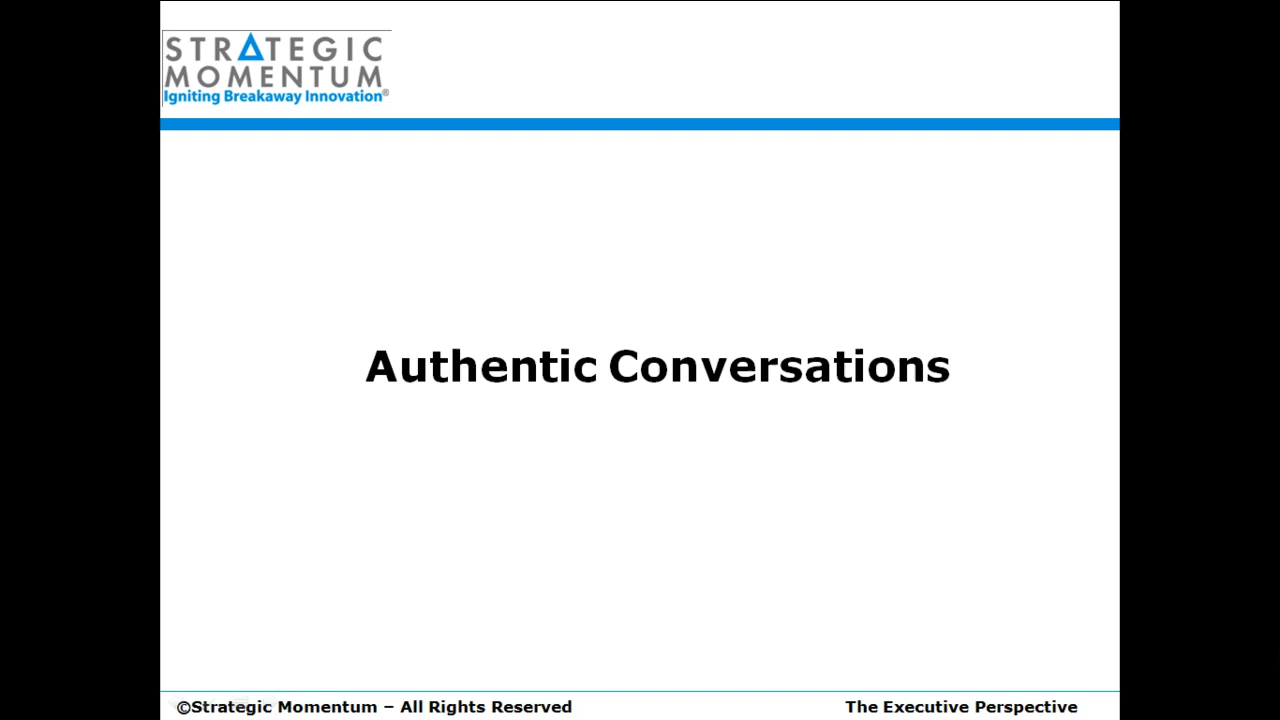 STRATEGIC
MOMENTUM
Igniting Breakaway Innovation®
Authentic Conversations
©Strategic Momentum – All Rights Reserved
The Executive Perspective